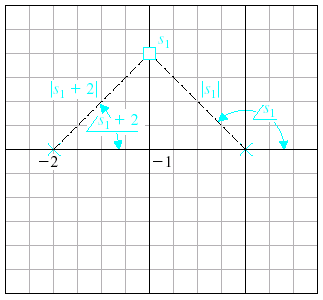 s₁
|s₁ + 2| |s₁|
∠s₁ + 2 ∠s₁
−2 −1